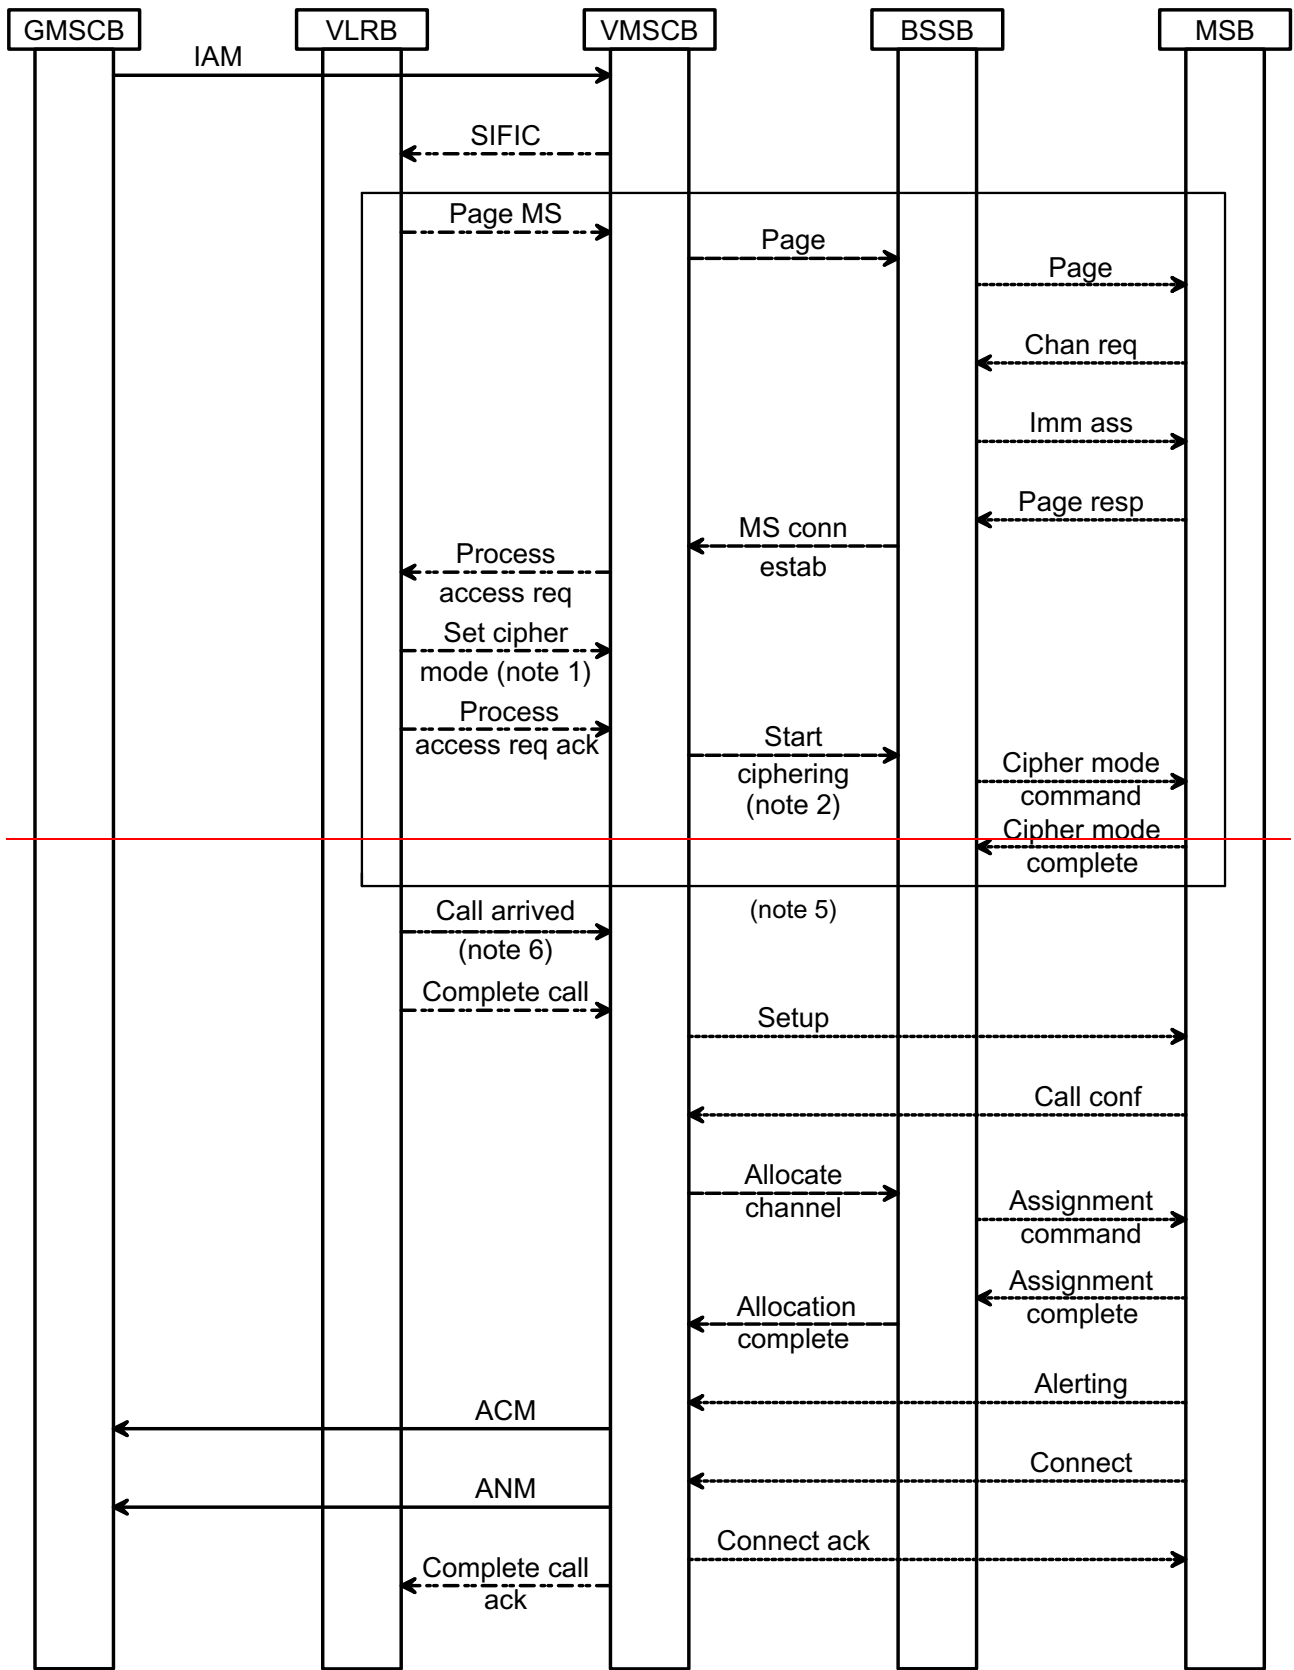 GMSCB
VLRB
VMSCB
BSSB
MSB
IAM
SIFIC
Page MS
Page
Page
Chan req
Imm ass
Page resp
MS conn
estab
Process
access req
Set cipher
mode (note 1)
Process
access req ack
Start
ciphering
(note 2)
Cipher mode
command
Cipher mode
complete
(note 5)
Call arrived
(note 6)
Complete call
Setup
Call conf
Allocate
channel
Assignment
command
Assignment
complete
Allocation
complete
Alerting
ACM
Connect
ANM
Connect ack
Complete call
ack